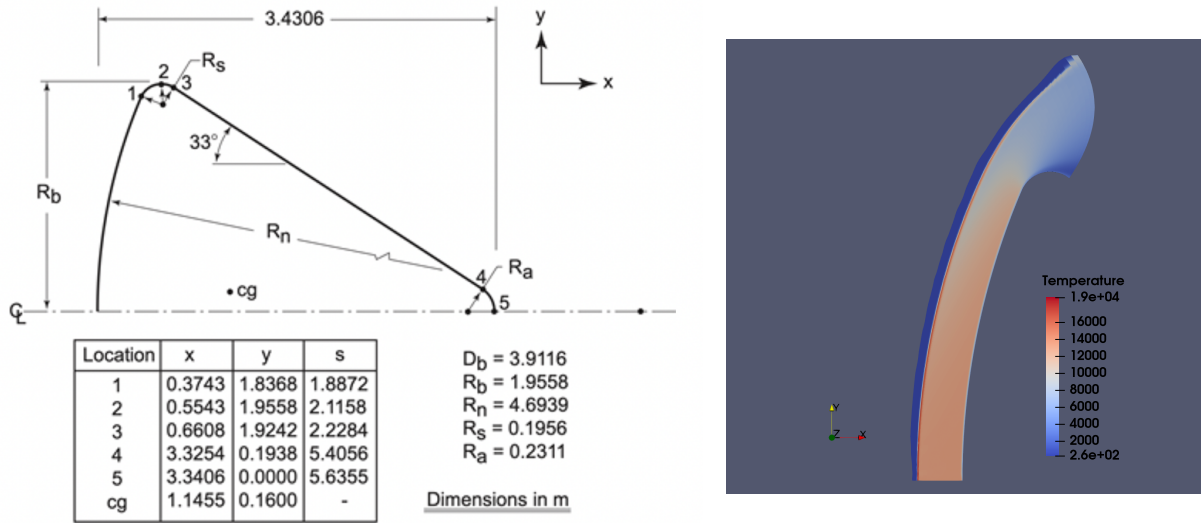 3.4306
y
x
Rs
2
1
3
33°
Rb
Rn
Ra
4
cg
5
℄
Location x y s
1 0.3743 1.8368 1.8872
2 0.5543 1.9558 2.1158
3 0.6608 1.9242 2.2284
4 3.3254 0.1938 5.4056
5 3.3406 0.0000 5.6355
cg 1.1455 0.1600 -
Db = 3.9116
Rb = 1.9558
Rn = 4.6939
Rs = 0.1956
Ra = 0.2311
Dimensions in m
Temperature
1.9e+04
16000
14000
12000
10000
8000
6000
4000
2000
2.6e+02
Y
Z
X